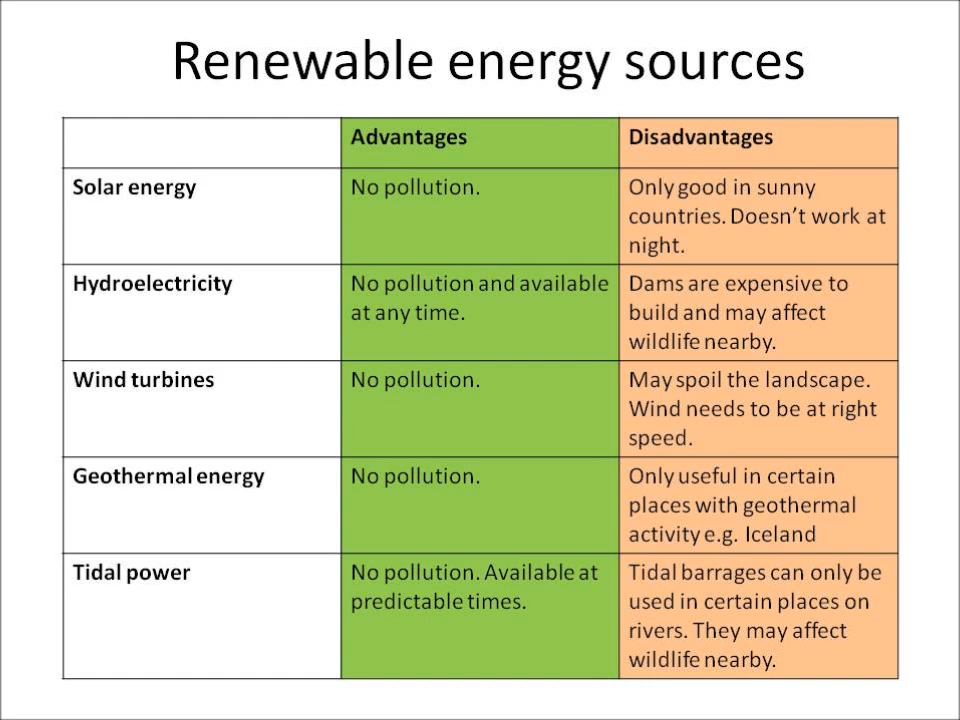 Renewable energy sources
Advantages
Disadvantages
Solar energy
No pollution.
Only good in sunny
countries. Doesn’t work at
night.
Hydroelectricity
No pollution and available
at any time.
Dams are expensive to
build and may affect
wildlife nearby.
Wind turbines
No pollution.
May spoil the landscape.
Wind needs to be at right
speed.
Geothermal energy
No pollution.
Only useful in certain
places with geothermal
activity e.g. Iceland
Tidal power
No pollution. Available at
predictable times.
Tidal barrages can only be
used in certain places on
rivers. They may affect
wildlife nearby.